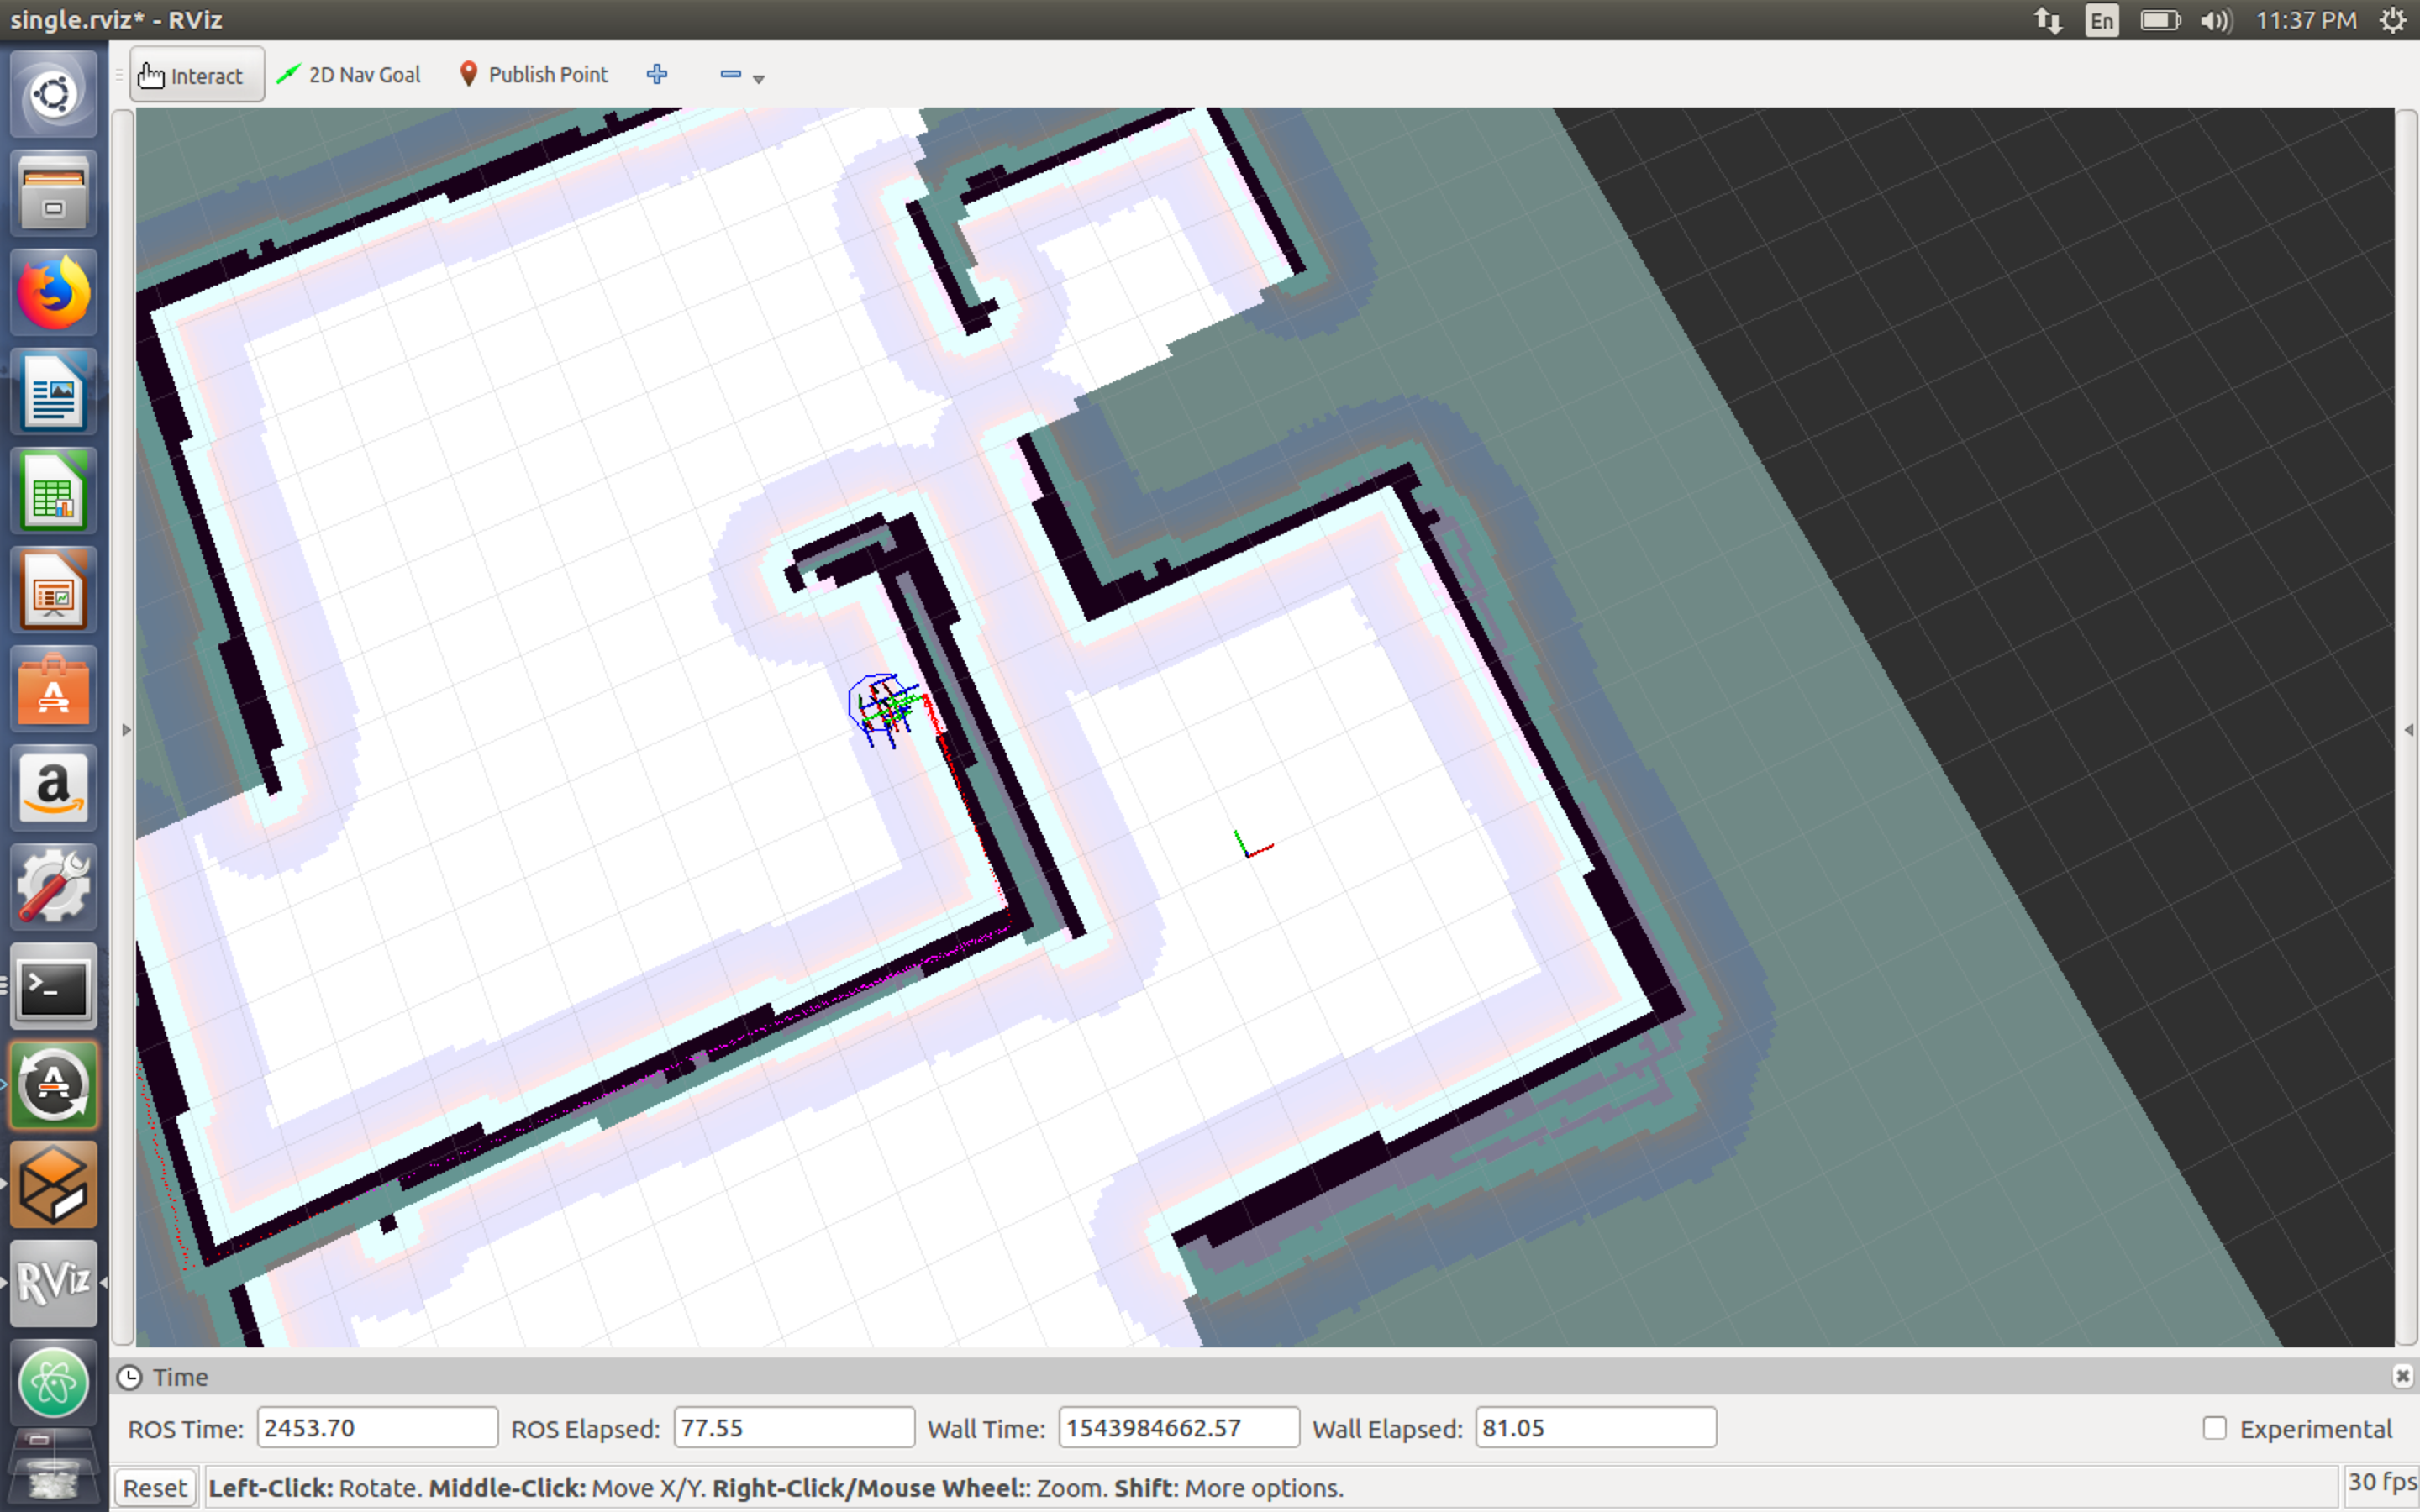 single.rviz* - RViz
En
11:37 PM
Interact
2D Nav Goal
Publish Point
a
>_
RViz
Time
ROS Time: 2453.70
ROS Elapsed: 77.55
Wall Time: 1543984662.57
Wall Elapsed: 81.05
Experimental
Reset
Left-Click: Rotate. Middle-Click: Move X/Y. Right-Click/Mouse Wheel:: Zoom. Shift: More options.
30 fps